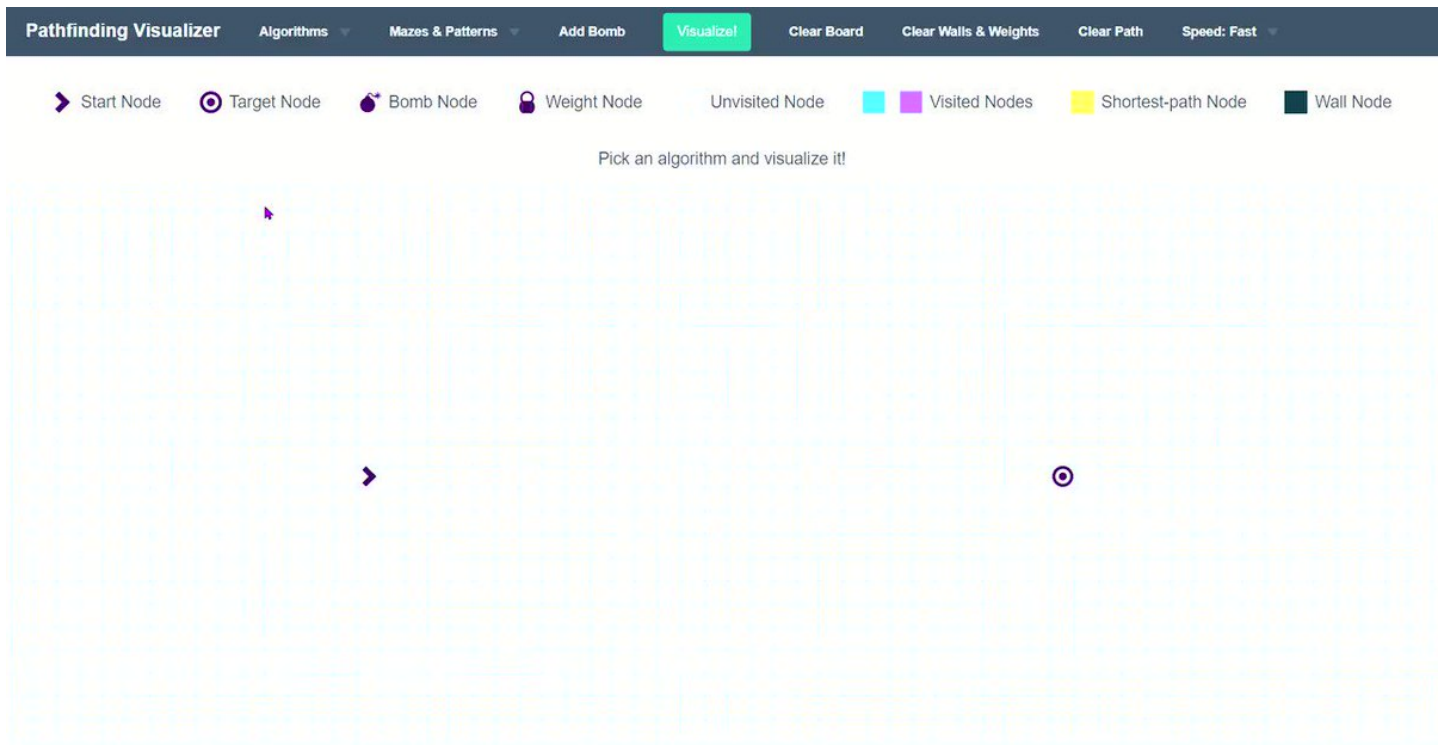 Pathfinding Visualizer Algorithms Mazes & Patterns Add Bomb Visualize! Clear Board Clear Walls & Weights Clear Path Speed: Fast
Start Node Target Node Bomb Node Weight Node Unvisited Node Visited Nodes Shortest-path Node Wall Node
Pick an algorithm and visualize it!